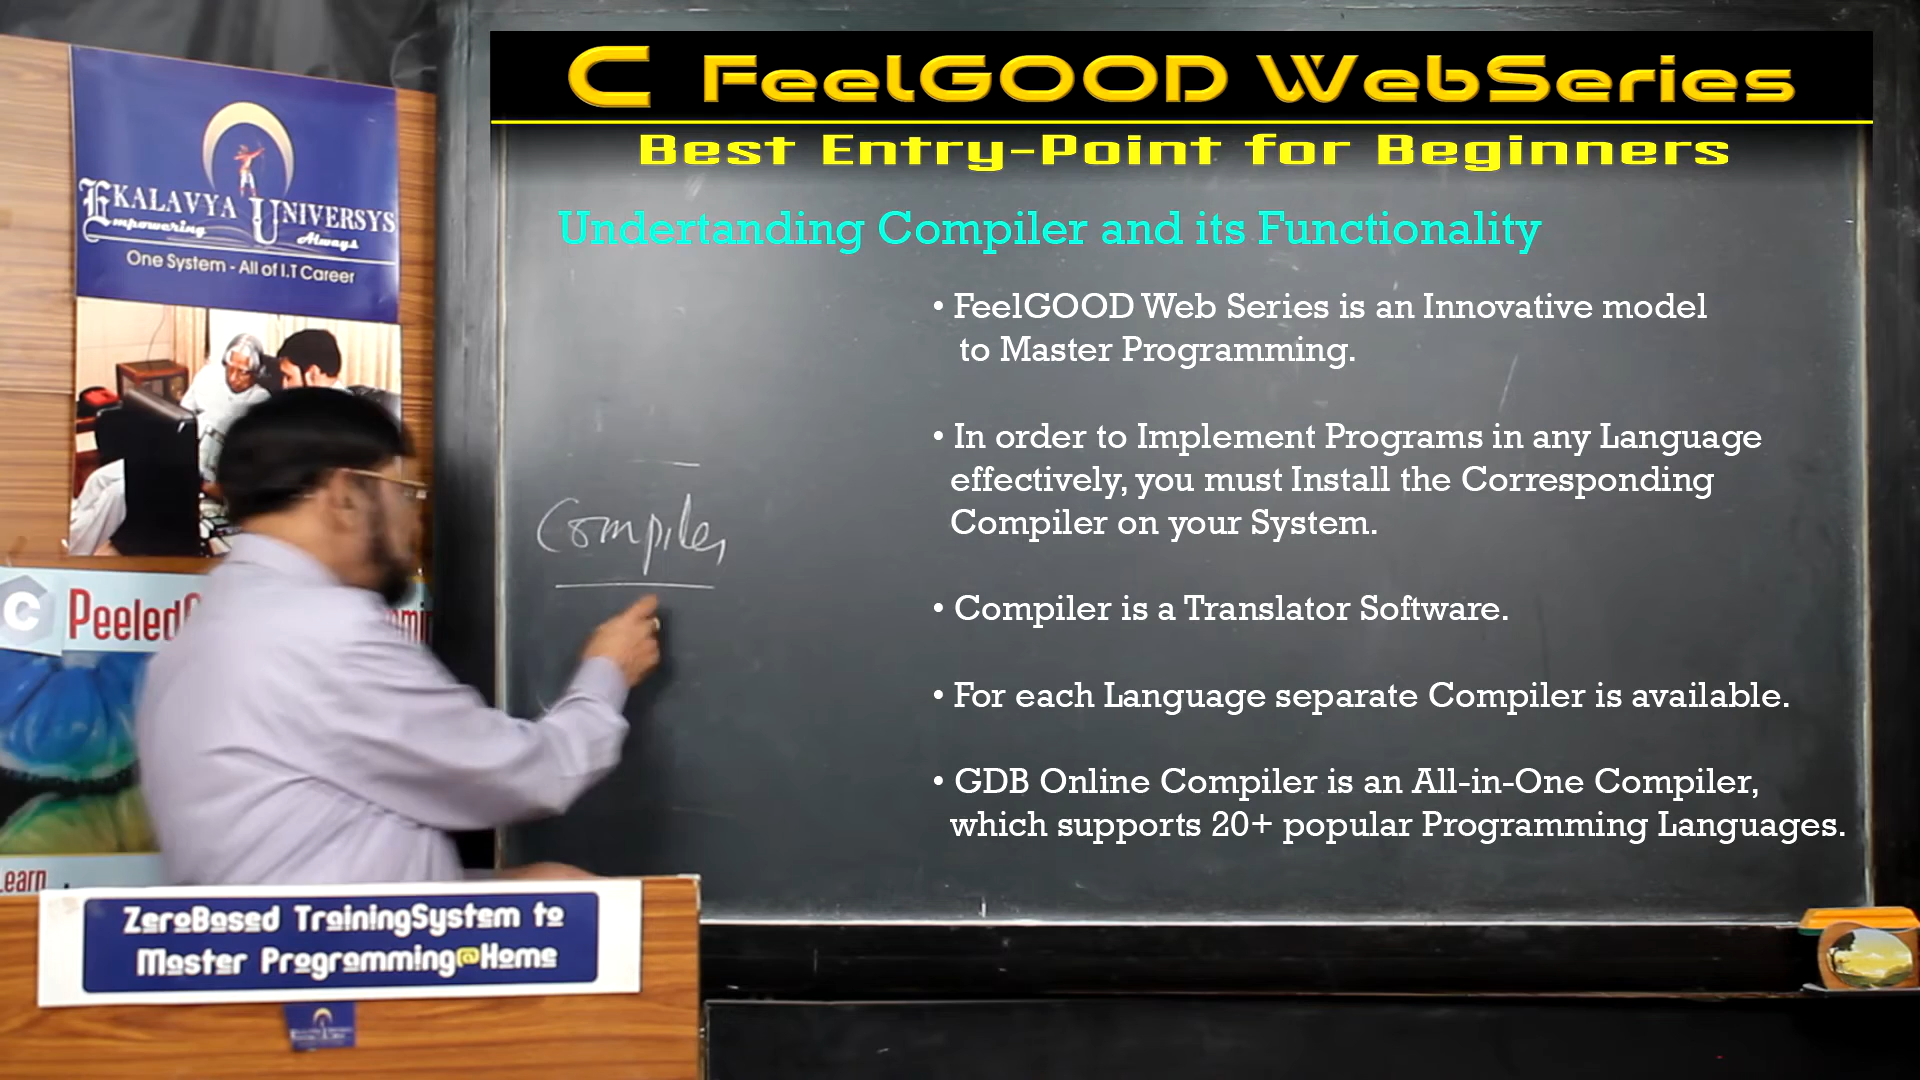 C FeelGOOD WebSeries
Best Entry-Point for Beginners
Undertanding Compiler and its Functionality
• FeelGOOD Web Series is an Innovative model
to Master Programming.
• In order to Implement Programs in any Language
effectively, you must Install the Corresponding
Compiler on your System.
• Compiler is a Translator Software.
• For each Language separate Compiler is available.
• GDB Online Compiler is an All-in-One Compiler,
which supports 20+ popular Programming Languages.
Compiler
EKALAVYA UNIVERSYS
Empowering Always
One System - All of I.T Career
C
Learn
ZeroBased TrainingSystem to
Master Programming@Home